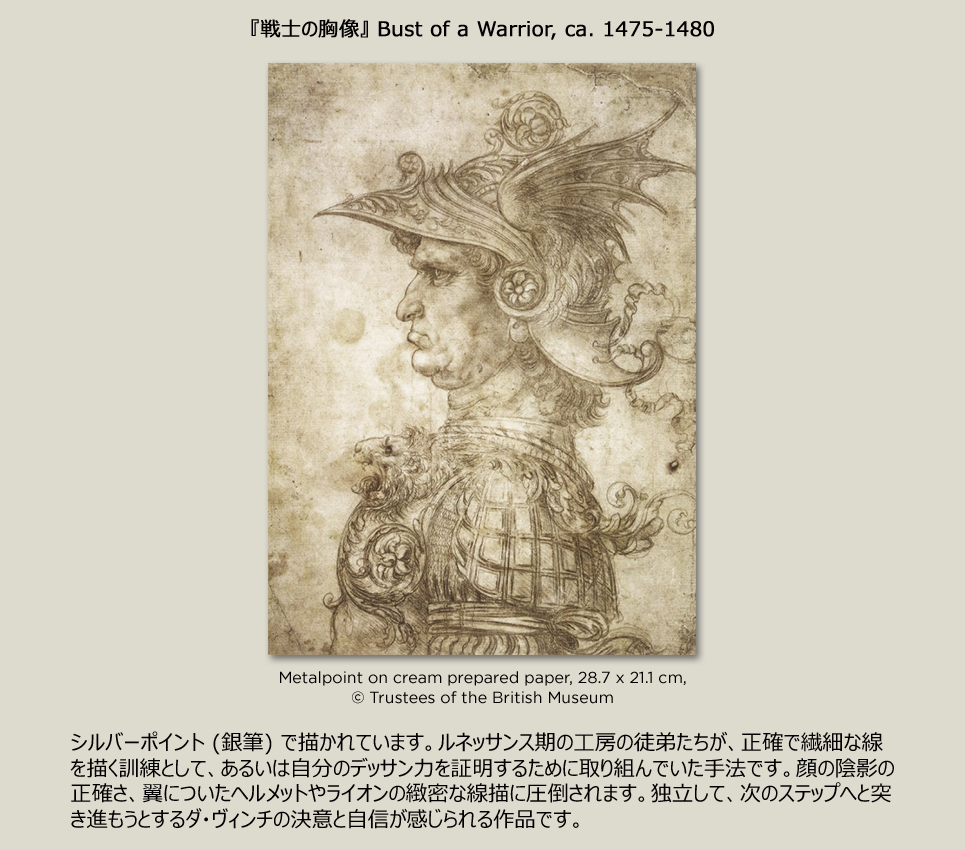 『戦士の胸像』 Bust of a Warrior, ca. 1475-1480
Metalpoint on cream prepared paper, 28.7 x 21.1 cm,
© Trustees of the British Museum
シルバーポイント (銀筆) で描かれています。ルネッサンス期の工房の徒弟たちが、正確で繊細な線
を描く訓練として、あるいは自分のデッサン力を証明するために取り組んでいた手法です。顔の陰影の
正確さ、翼についたヘルメットやライオンの緻密な線描に圧倒されます。独立して、次のステップへと突
き進もうとするダ・ヴィンチの決意と自信が感じられる作品です。